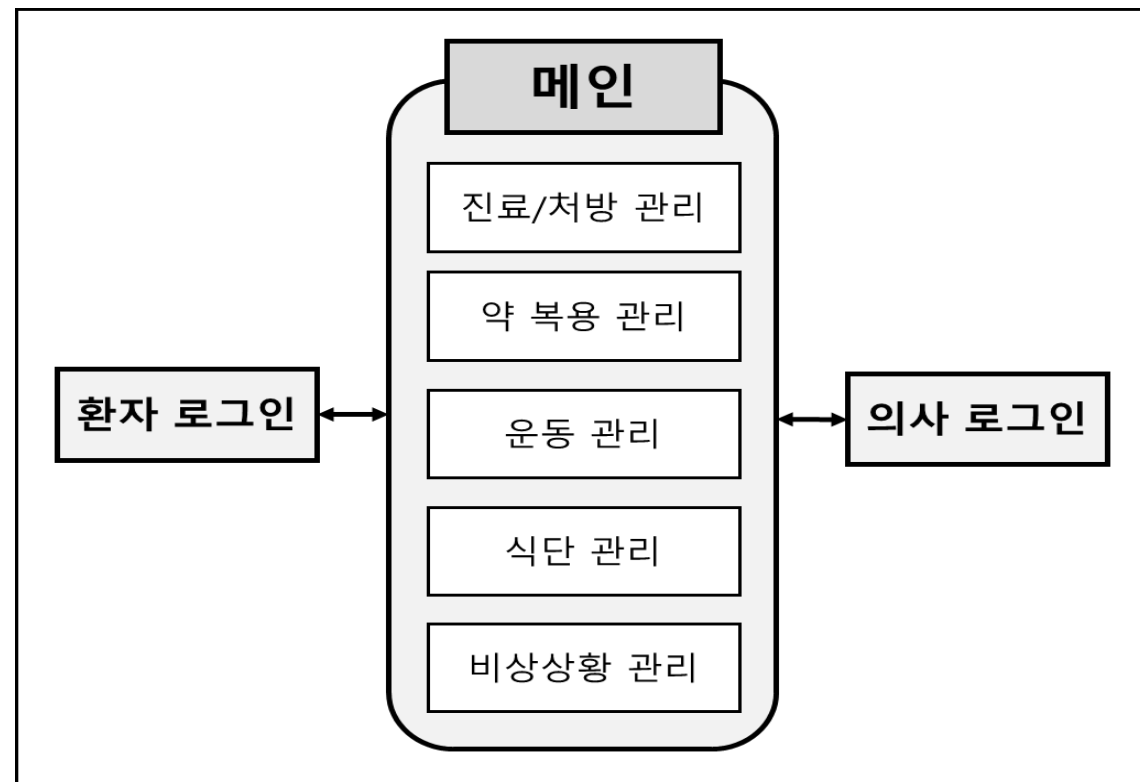 메인
진료/처방 관리
약 복용 관리
환자 로그인
운동 관리
의사 로그인
식단 관리
비상상황 관리